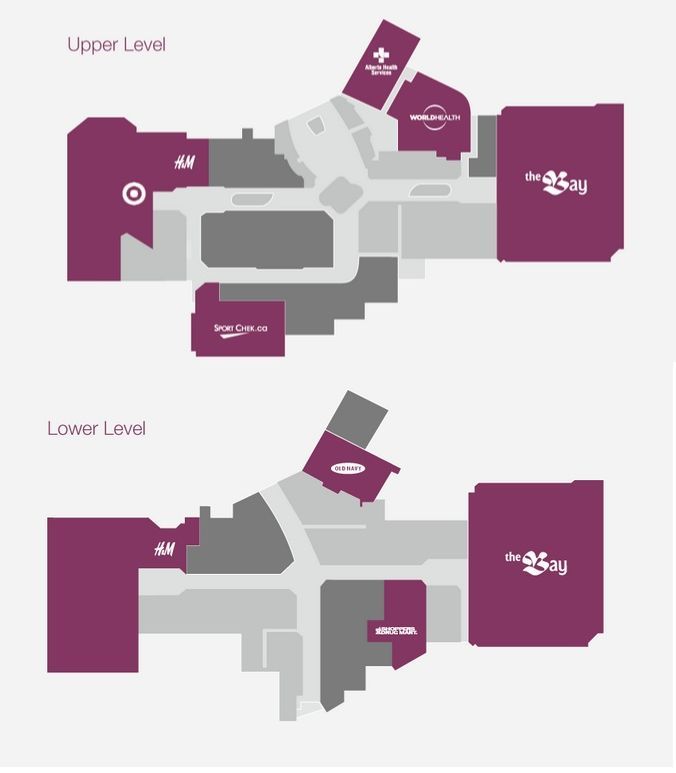 Upper Level
Alberta Health
Services
WORLDHEALTH
H&M
the Bay
SPORT CHEK.ca
Lower Level
OLD NAVY
H&M
the Bay
SHOPPERS
DRUG MART